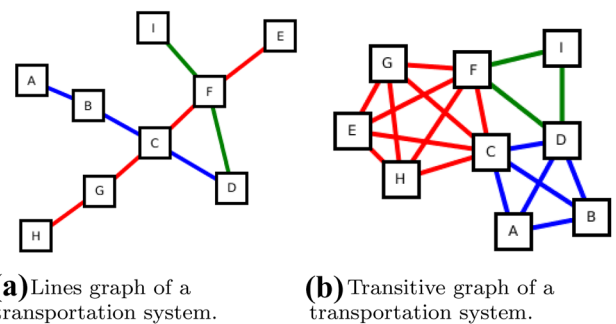 I
E
A
F
B
C
G
D
H
I
G
F
E
D
C
H
B
A
(a) Lines graph of a
transportation system.
(b) Transitive graph of a
transportation system.